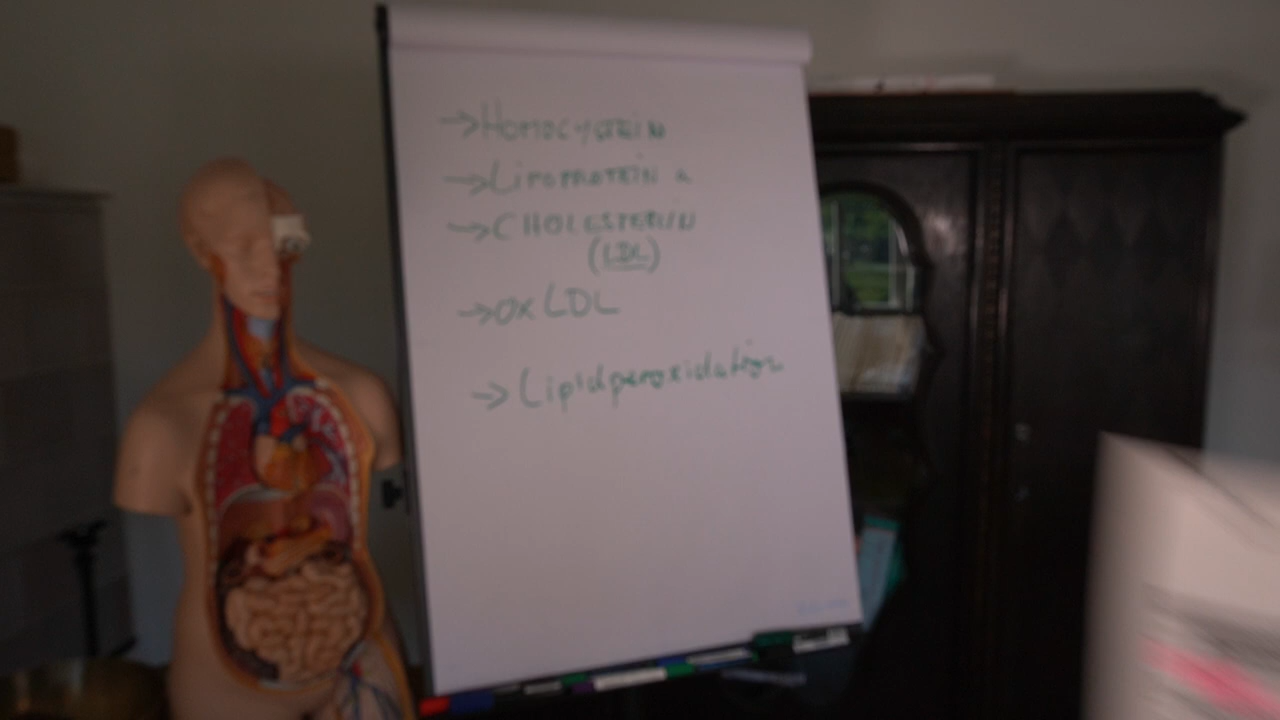 → HOMOCYSTEIN
→ LIPOPROTEIN a
→ CHOLESTERIN
(LDL)
→ ox LDL
→ Lipidperoxidation